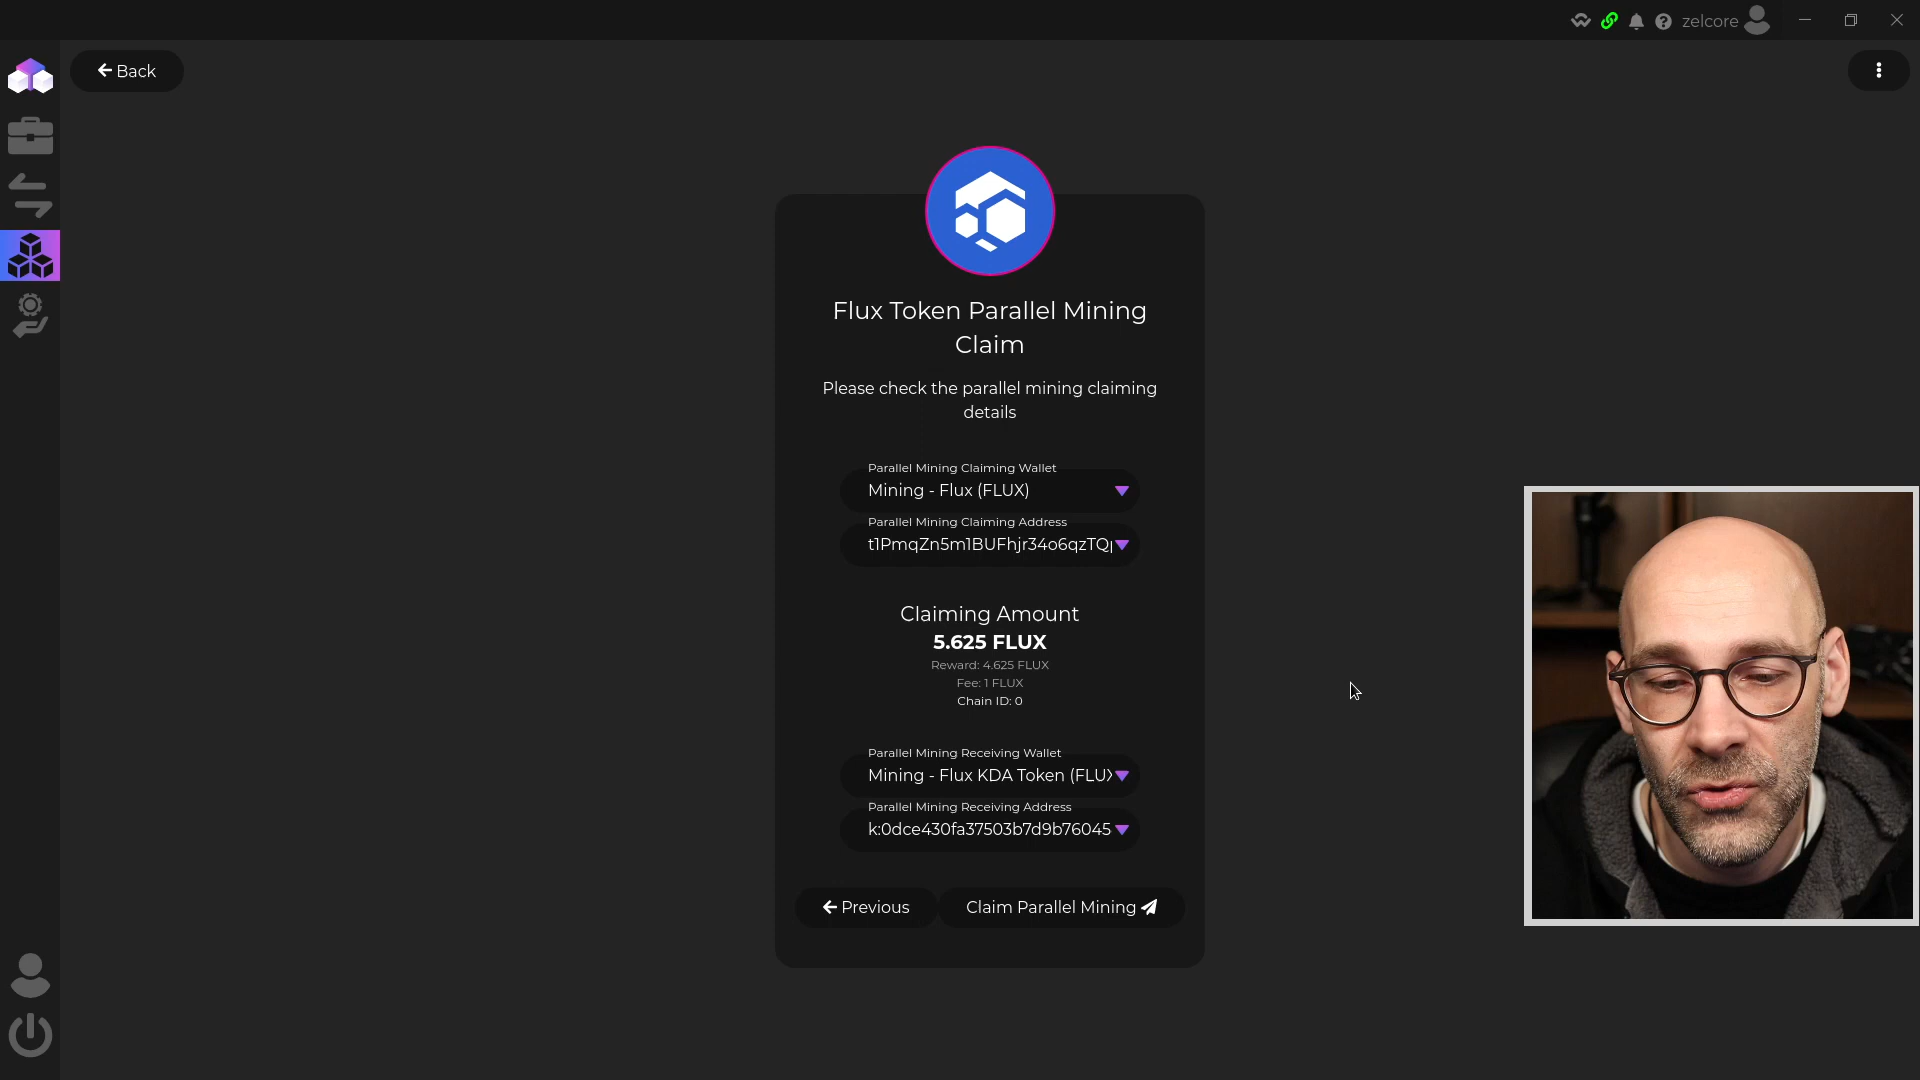 zelcore
Back
Flux Token Parallel Mining
Claim
Please check the parallel mining claiming
details
Parallel Mining Claiming Wallet
Mining - Flux (FLUX)
Parallel Mining Claiming Address
t1PmqZn5m1BUFhjr34o6qzTQ
Claiming Amount
5.625 FLUX
Reward: 4.625 FLUX
Fee: 1 FLUX
Chain ID: 0
Parallel Mining Receiving Wallet
Mining - Flux KDA Token (FLUX
Parallel Mining Receiving Address
k:0dce430fa37503b7d9b76045
Previous
Claim Parallel Mining